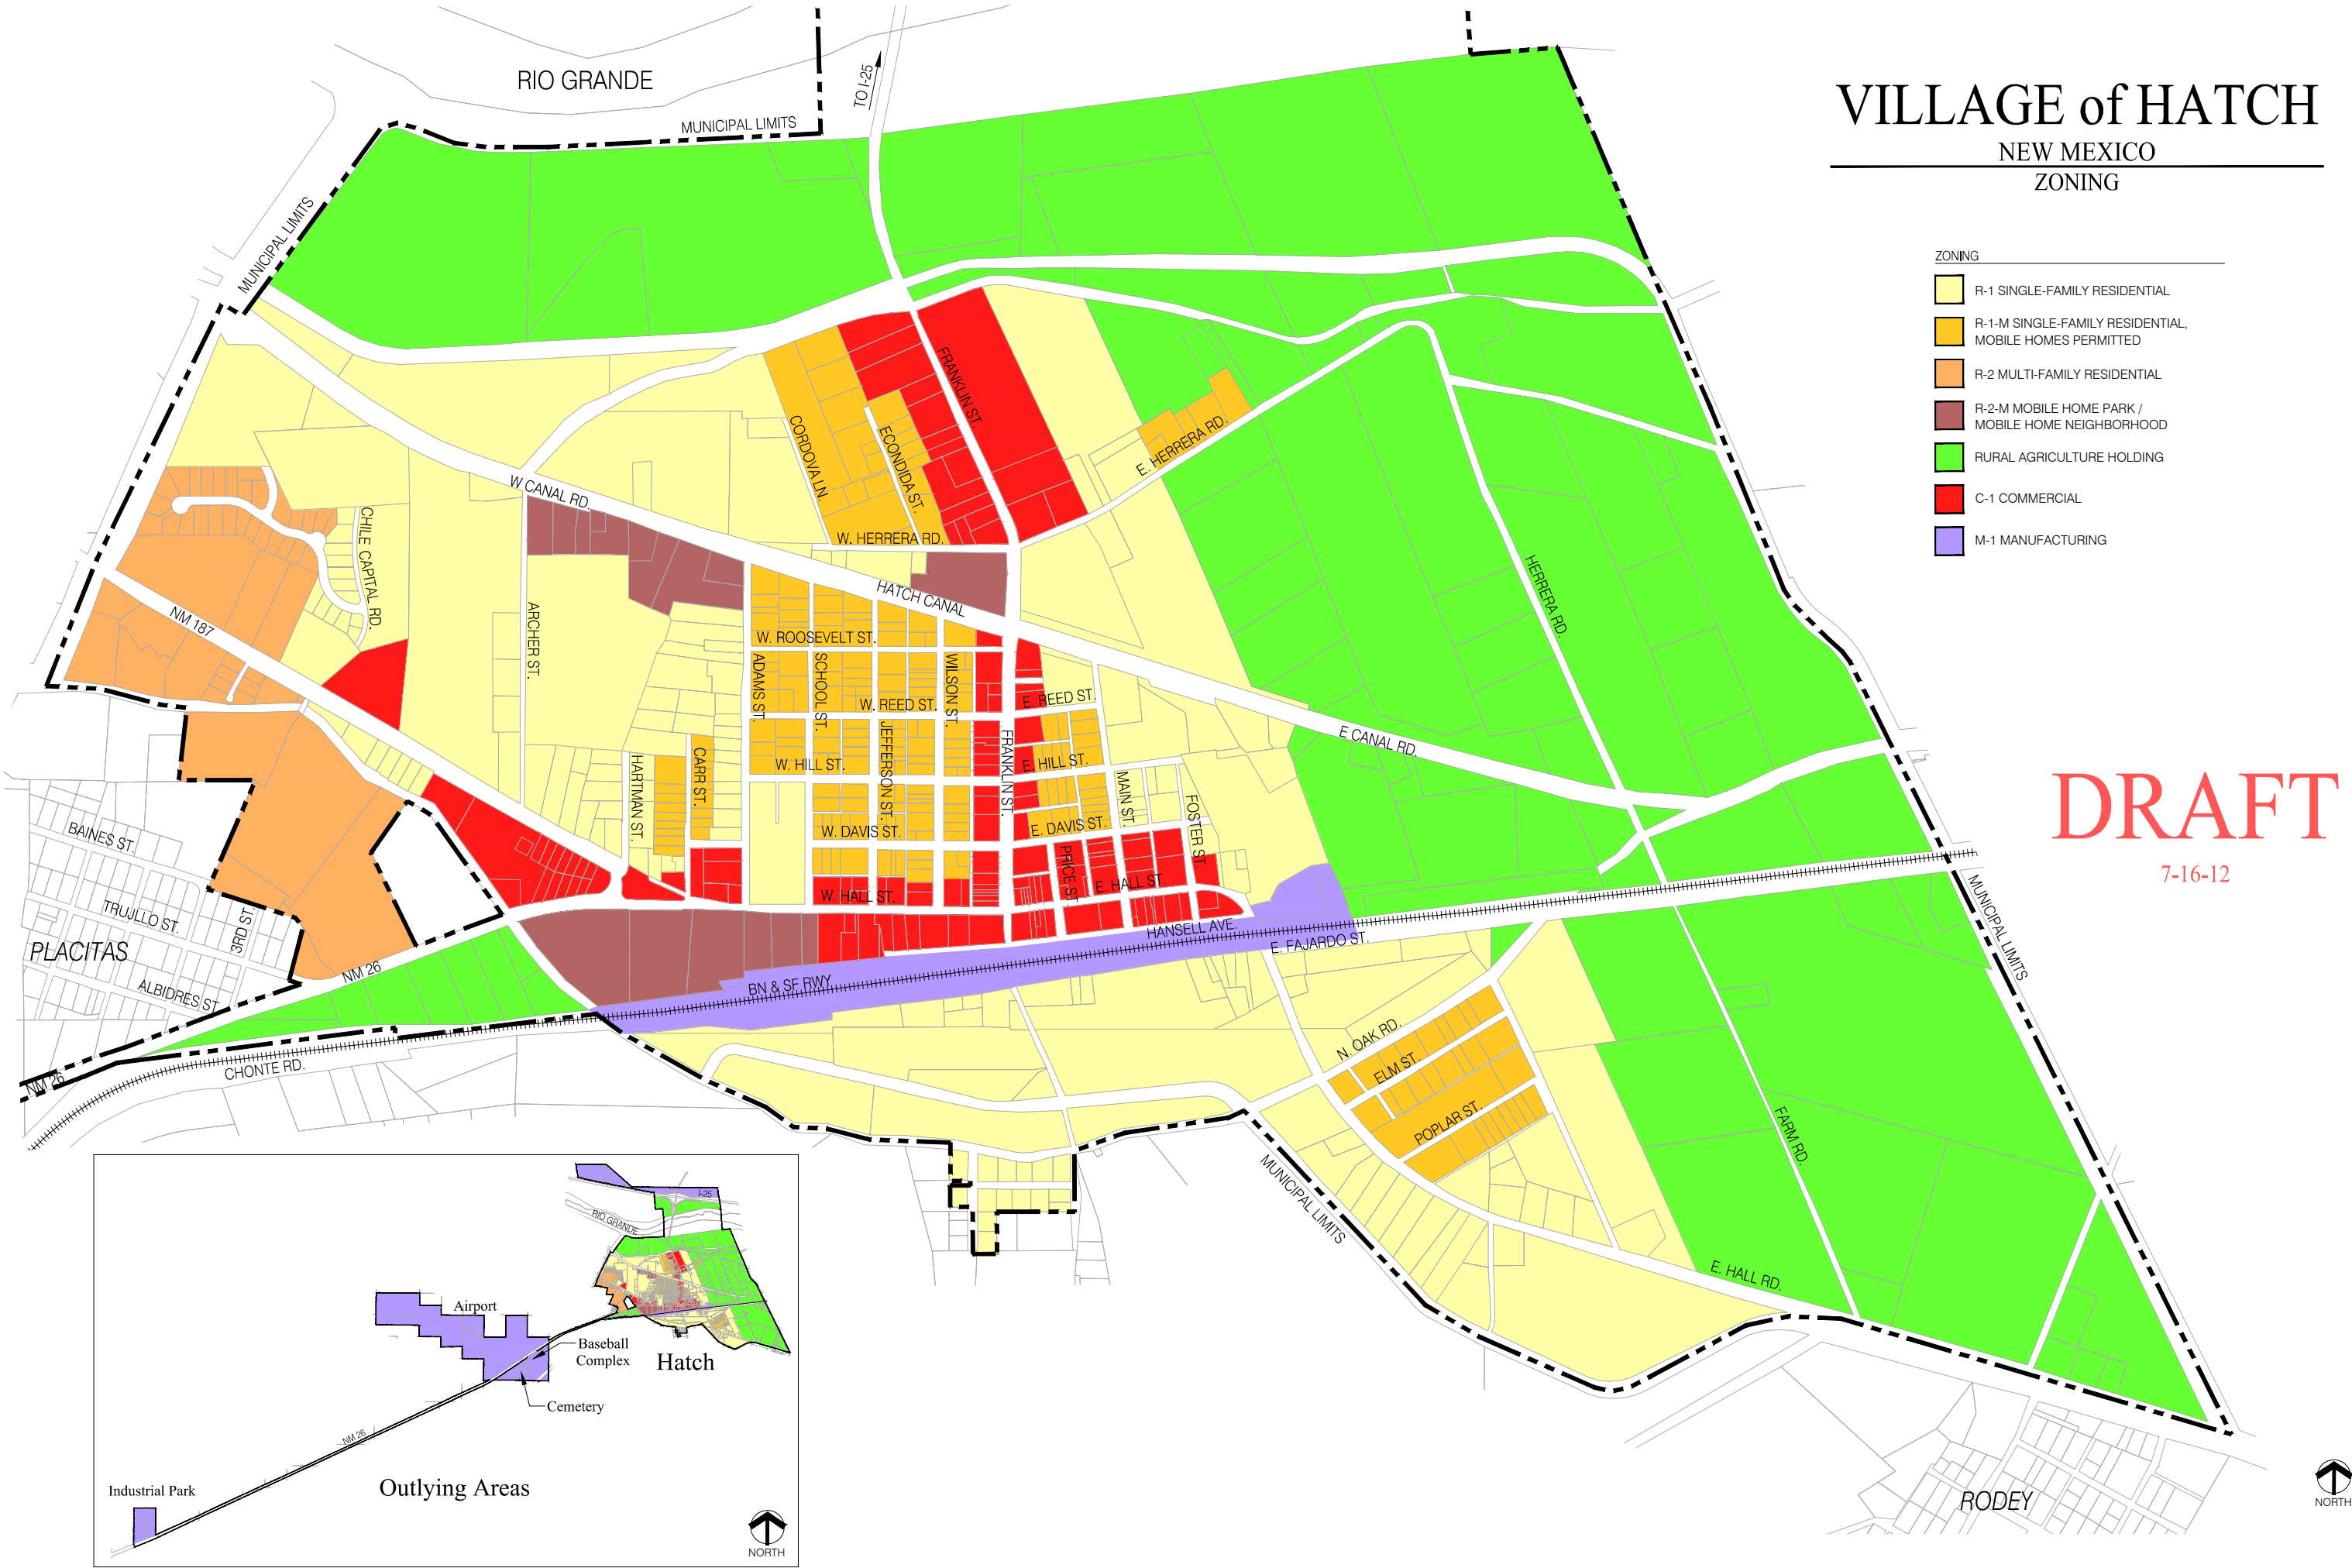 VILLAGE of HATCH
NEW MEXICO
ZONING
ZONING
R-1 SINGLE-FAMILY RESIDENTIAL
R-1-M SINGLE-FAMILY RESIDENTIAL,
MOBILE HOMES PERMITTED
R-2 MULTI-FAMILY RESIDENTIAL
R-2-M MOBILE HOME PARK /
MOBILE HOME NEIGHBORHOOD
RURAL AGRICULTURE HOLDING
C-1 COMMERCIAL
M-1 MANUFACTURING
DRAFT
7-16-12
RIO GRANDE
TO I-25
MUNICIPAL LIMITS
MUNICIPAL LIMITS
FRANKLIN ST.
CORDOVA LN.
ECONDIDA ST.
E. HERRERA RD.
W CANAL RD.
W. HERRERA RD.
CHILE CAPITAL RD.
HATCH CANAL
HERRERA RD.
NM 187
ARCHER ST.
W. ROOSEVELT ST.
ADAMS ST.
SCHOOL ST.
WILSON ST.
W. REED ST.
E. REED ST.
JEFFERSON ST.
FRANKLIN ST.
E CANAL RD.
HARTMAN ST.
CARR ST.
W. HILL ST.
E. HILL ST.
MAIN ST.
FOSTER ST
W. DAVIS ST.
E. DAVIS ST.
PRICE ST.
W. HALL ST.
E. HALL ST.
HANSELL AVE.
E. FAJARDO ST.
BN & SF RWY
BAINES ST.
TRUJLLO ST.
3RD ST.
PLACITAS
ALBIDRES ST
NM 26
NM 26
CHONTE RD.
MUNICIPAL LIMITS
N. OAK RD.
ELM ST.
POPLAR ST.
FARM RD.
MUNICIPAL LIMITS
E. HALL RD.
RODEY
NORTH
I-25
RIO GRANDE
Airport
Baseball
Complex
Hatch
Cemetery
NM 26
Industrial Park
Outlying Areas
NORTH